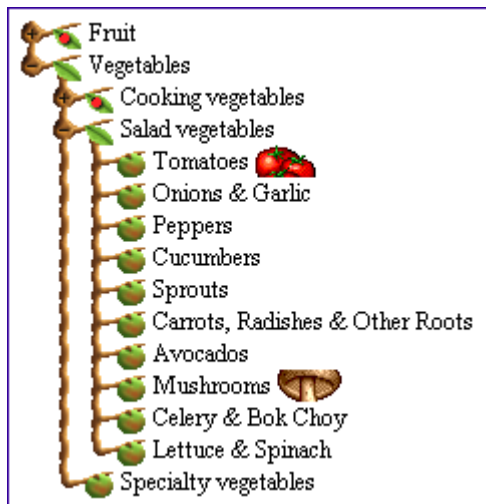 Fruit
Vegetables
Cooking vegetables
Salad vegetables
Tomatoes
Onions & Garlic
Peppers
Cucumbers
Sprouts
Carrots, Radishes & Other Roots
Avocados
Mushrooms
Celery & Bok Choy
Lettuce & Spinach
Specialty vegetables